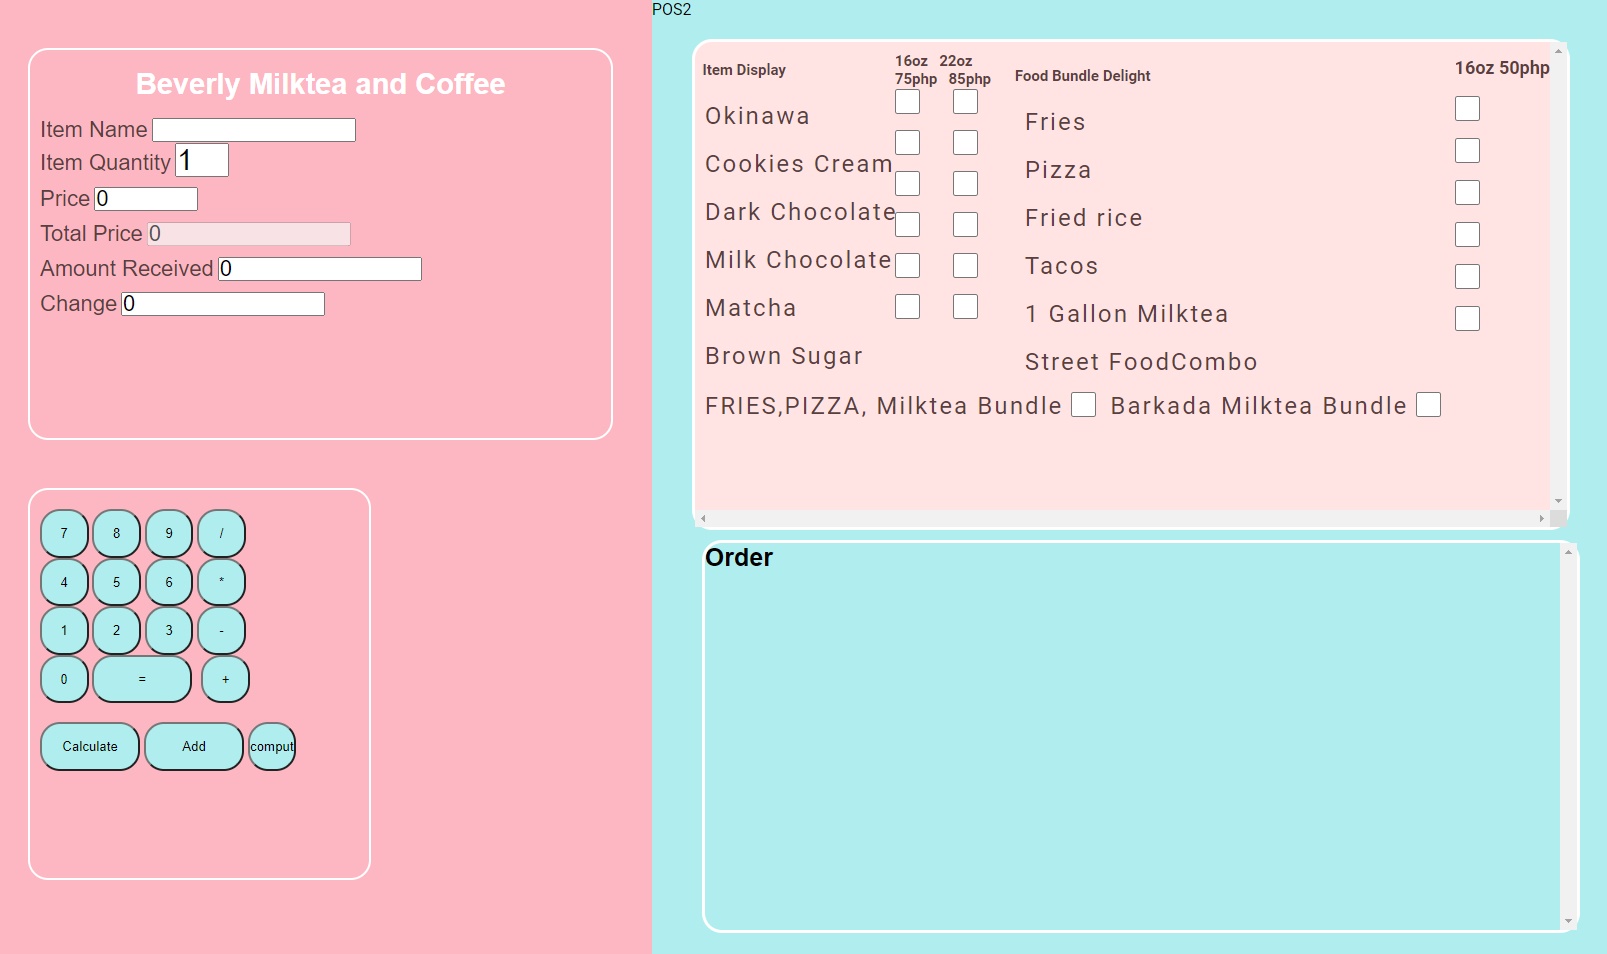 POS2
Beverly Milktea and Coffee
Item Name
Item Quantity 1
Price 0
Total Price 0
Amount Received 0
Change 0
7 8 9 /
4 5 6 *
1 2 3 -
0 = +
Calculate Add comput
Item Display
16oz 22oz
75php 85php
Okinawa
Cookies Cream
Dark Chocolate
Milk Chocolate
Matcha
Brown Sugar
Food Bundle Delight
16oz 50php
Fries
Pizza
Fried rice
Tacos
1 Gallon Milktea
Street FoodCombo
FRIES,PIZZA, Milktea Bundle Barkada Milktea Bundle
Order